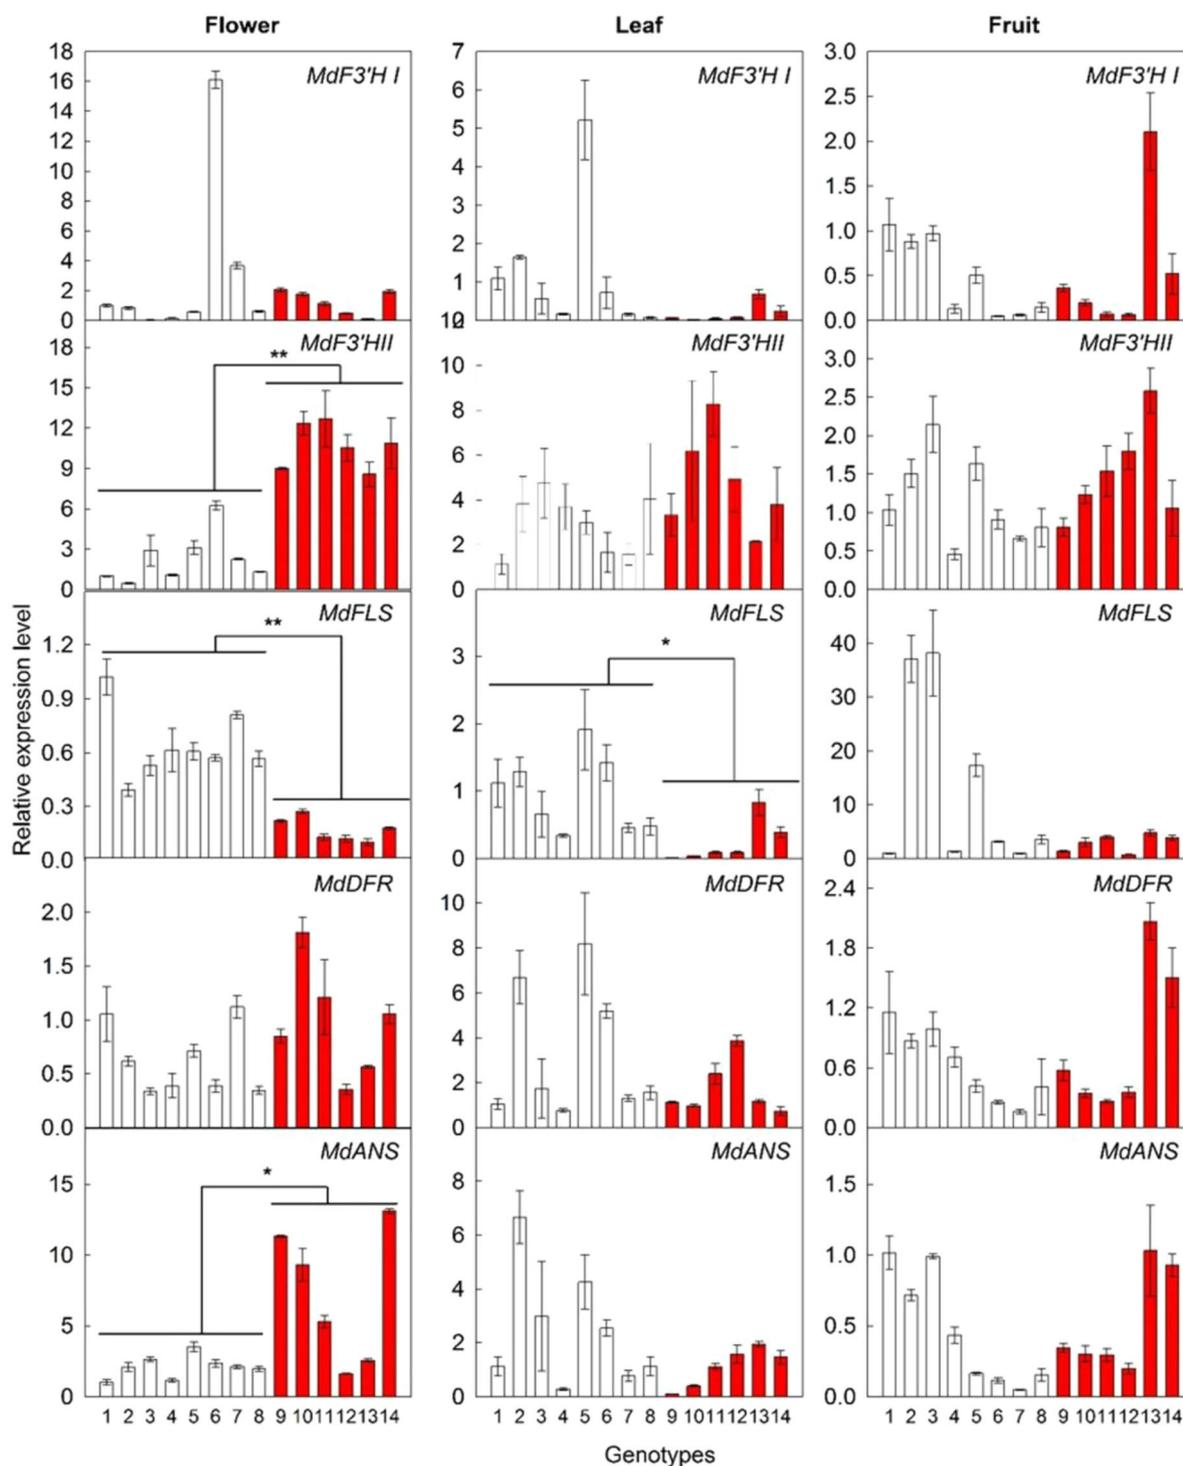 Flower Leaf Fruit
MdF3'H I MdF3'H I MdF3'H I
18 7 3.0
16 6 2.5
14 5 2.0
12 4 1.5
10 3 1.0
8 2 0.5
6 1 0.0
4
2
0
MdF3'HII MdF3'HII MdF3'HII
**
18 12 3.0
15 10 2.5
12 8 2.0
9 6 1.5
6 4 1.0
3 2 0.5
0 0 0.0
Relative expression level
MdFLS MdFLS MdFLS
** *
1.2 3 40
0.9 2 30
0.6 1 20
0.3 0 10
0.0 0
MdDFR MdDFR MdDFR
2.0 10 2.4
1.5 8 1.8
1.0 6 1.2
0.5 4 0.6
0.0 2 0.0
0
MdANS MdANS MdANS
*
15 8 1.5
10 6 1.0
5 4 0.5
0 2 0.0
0
1 2 3 4 5 6 7 8 9 10 11 12 13 14 1 2 3 4 5 6 7 8 9 10 11 12 13 14 1 2 3 4 5 6 7 8 9 10 11 12 13 14
Genotypes